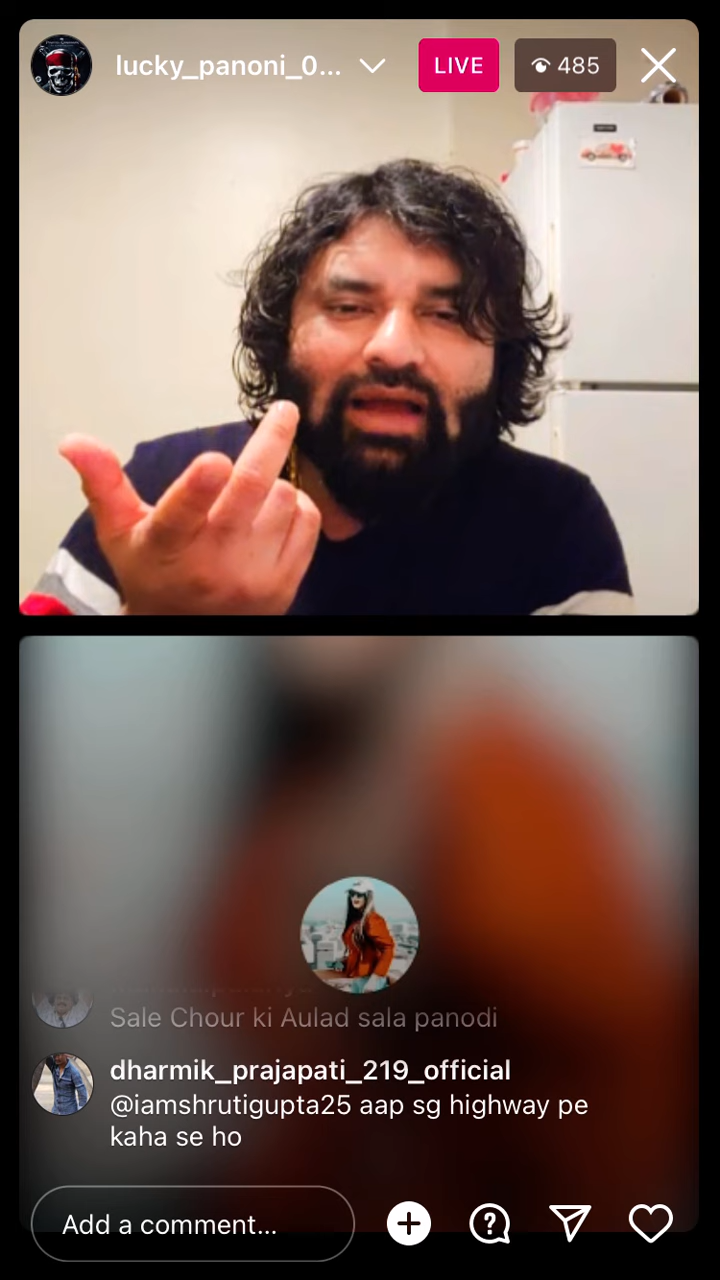 lucky_panoni_0...
LIVE
485
Sale Chour ki Aulad sala panodi
dharmik_prajapati_219_official
@iamshrutigupta25 aap sg highway pe
kaha se ho
Add a comment...